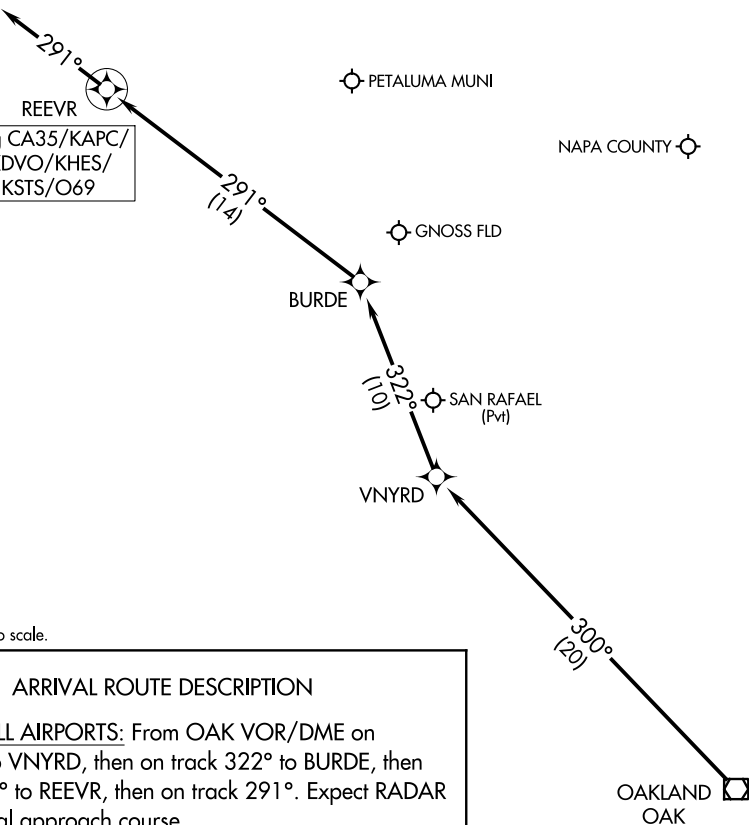 291°
PETALUMA MUNI
REEVR
CA35/KAPC/
DVO/KHES/
KSTS/O69
NAPA COUNTY
291°
(14)
GNOSS FLD
BURDE
322°
(10)
SAN RAFAEL
(Pvt)
VNYRD
300°
(20)
scale.
ARRIVAL ROUTE DESCRIPTION
AIRPORTS: From OAK VOR/DME on
VNYRD, then on track 322° to BURDE, then
° to REEVR, then on track 291°. Expect RADAR
approach course
OAKLAND
OAK